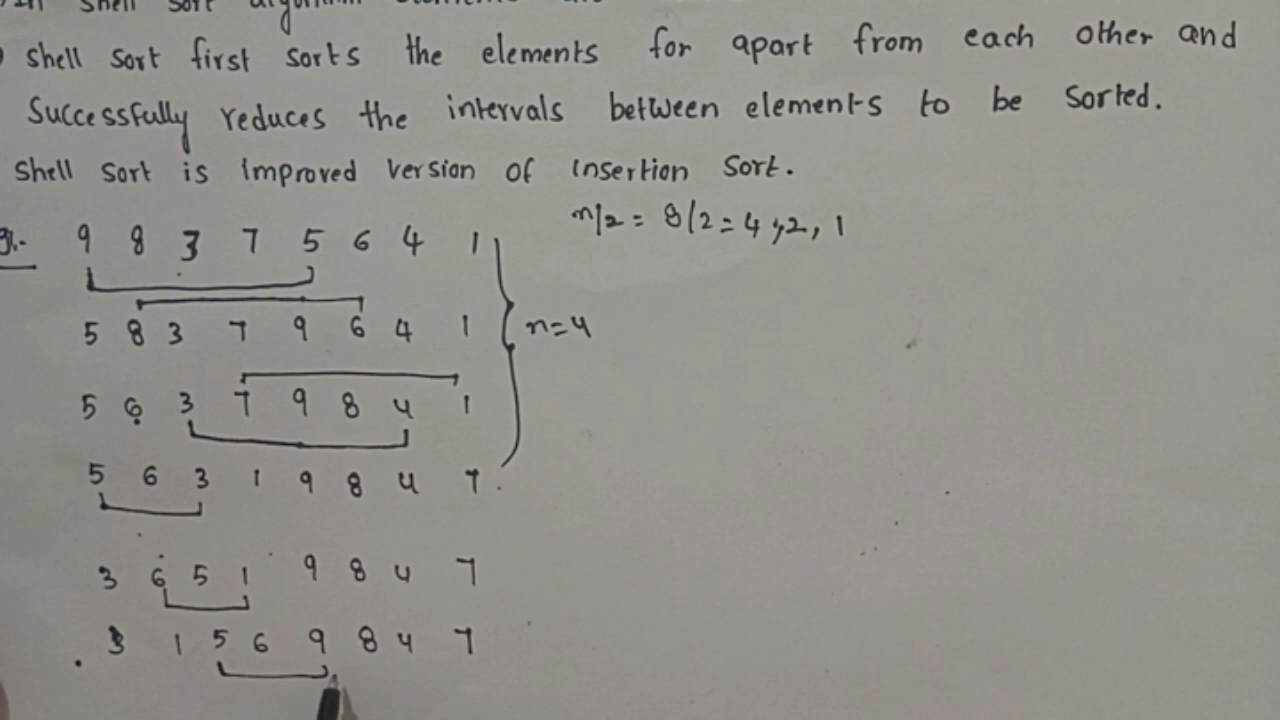 shell sort algorithm elements
shell sort first sorts the elements for apart from each other and
Successfully reduces the intervals between elements to be sorted.
shell sort is improved version of insertion sort.
n/2 = 8/2 = 4, 2, 1
9 8 3 7 5 6 4 1
5 8 3 7 9 6 4 1
n=4
5 6 3 7 9 8 4 1
5 6 3 1 9 8 4 7
3 6 5 1 9 8 4 7
3 1 5 6 9 8 4 7